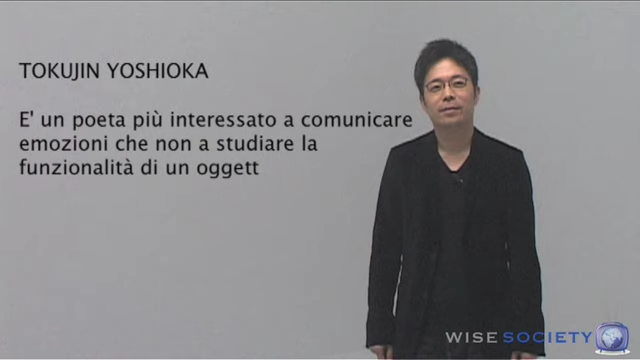 TOKUJIN YOSHIOKA
E' un poeta più interessato a comunicare
emozioni che non a studiare la
funzionalità di un oggett
WISE SOCIETY